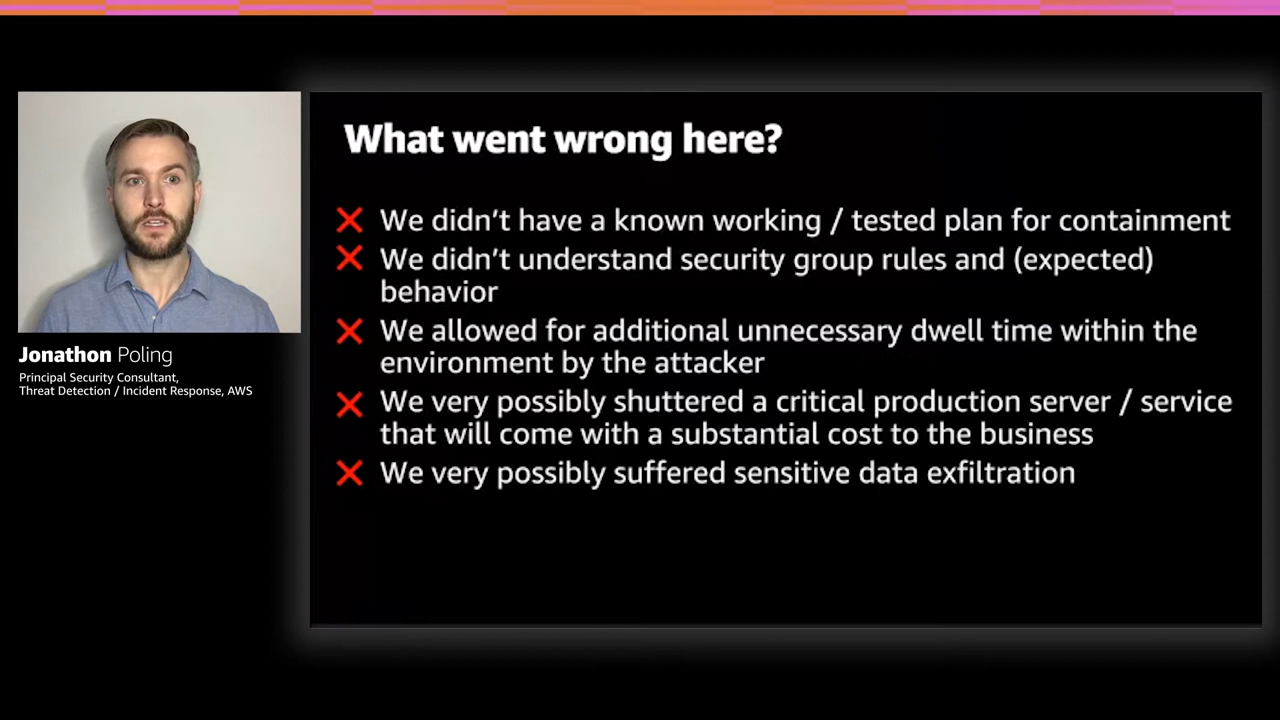 What went wrong here?
We didn't have a known working / tested plan for containment
We didn't understand security group rules and (expected)
behavior
We allowed for additional unnecessary dwell time within the
environment by the attacker
We very possibly shuttered a critical production server / service
that will come with a substantial cost to the business
We very possibly suffered sensitive data exfiltration
Jonathon Poling
Principal Security Consultant,
Threat Detection / Incident Response, AWS